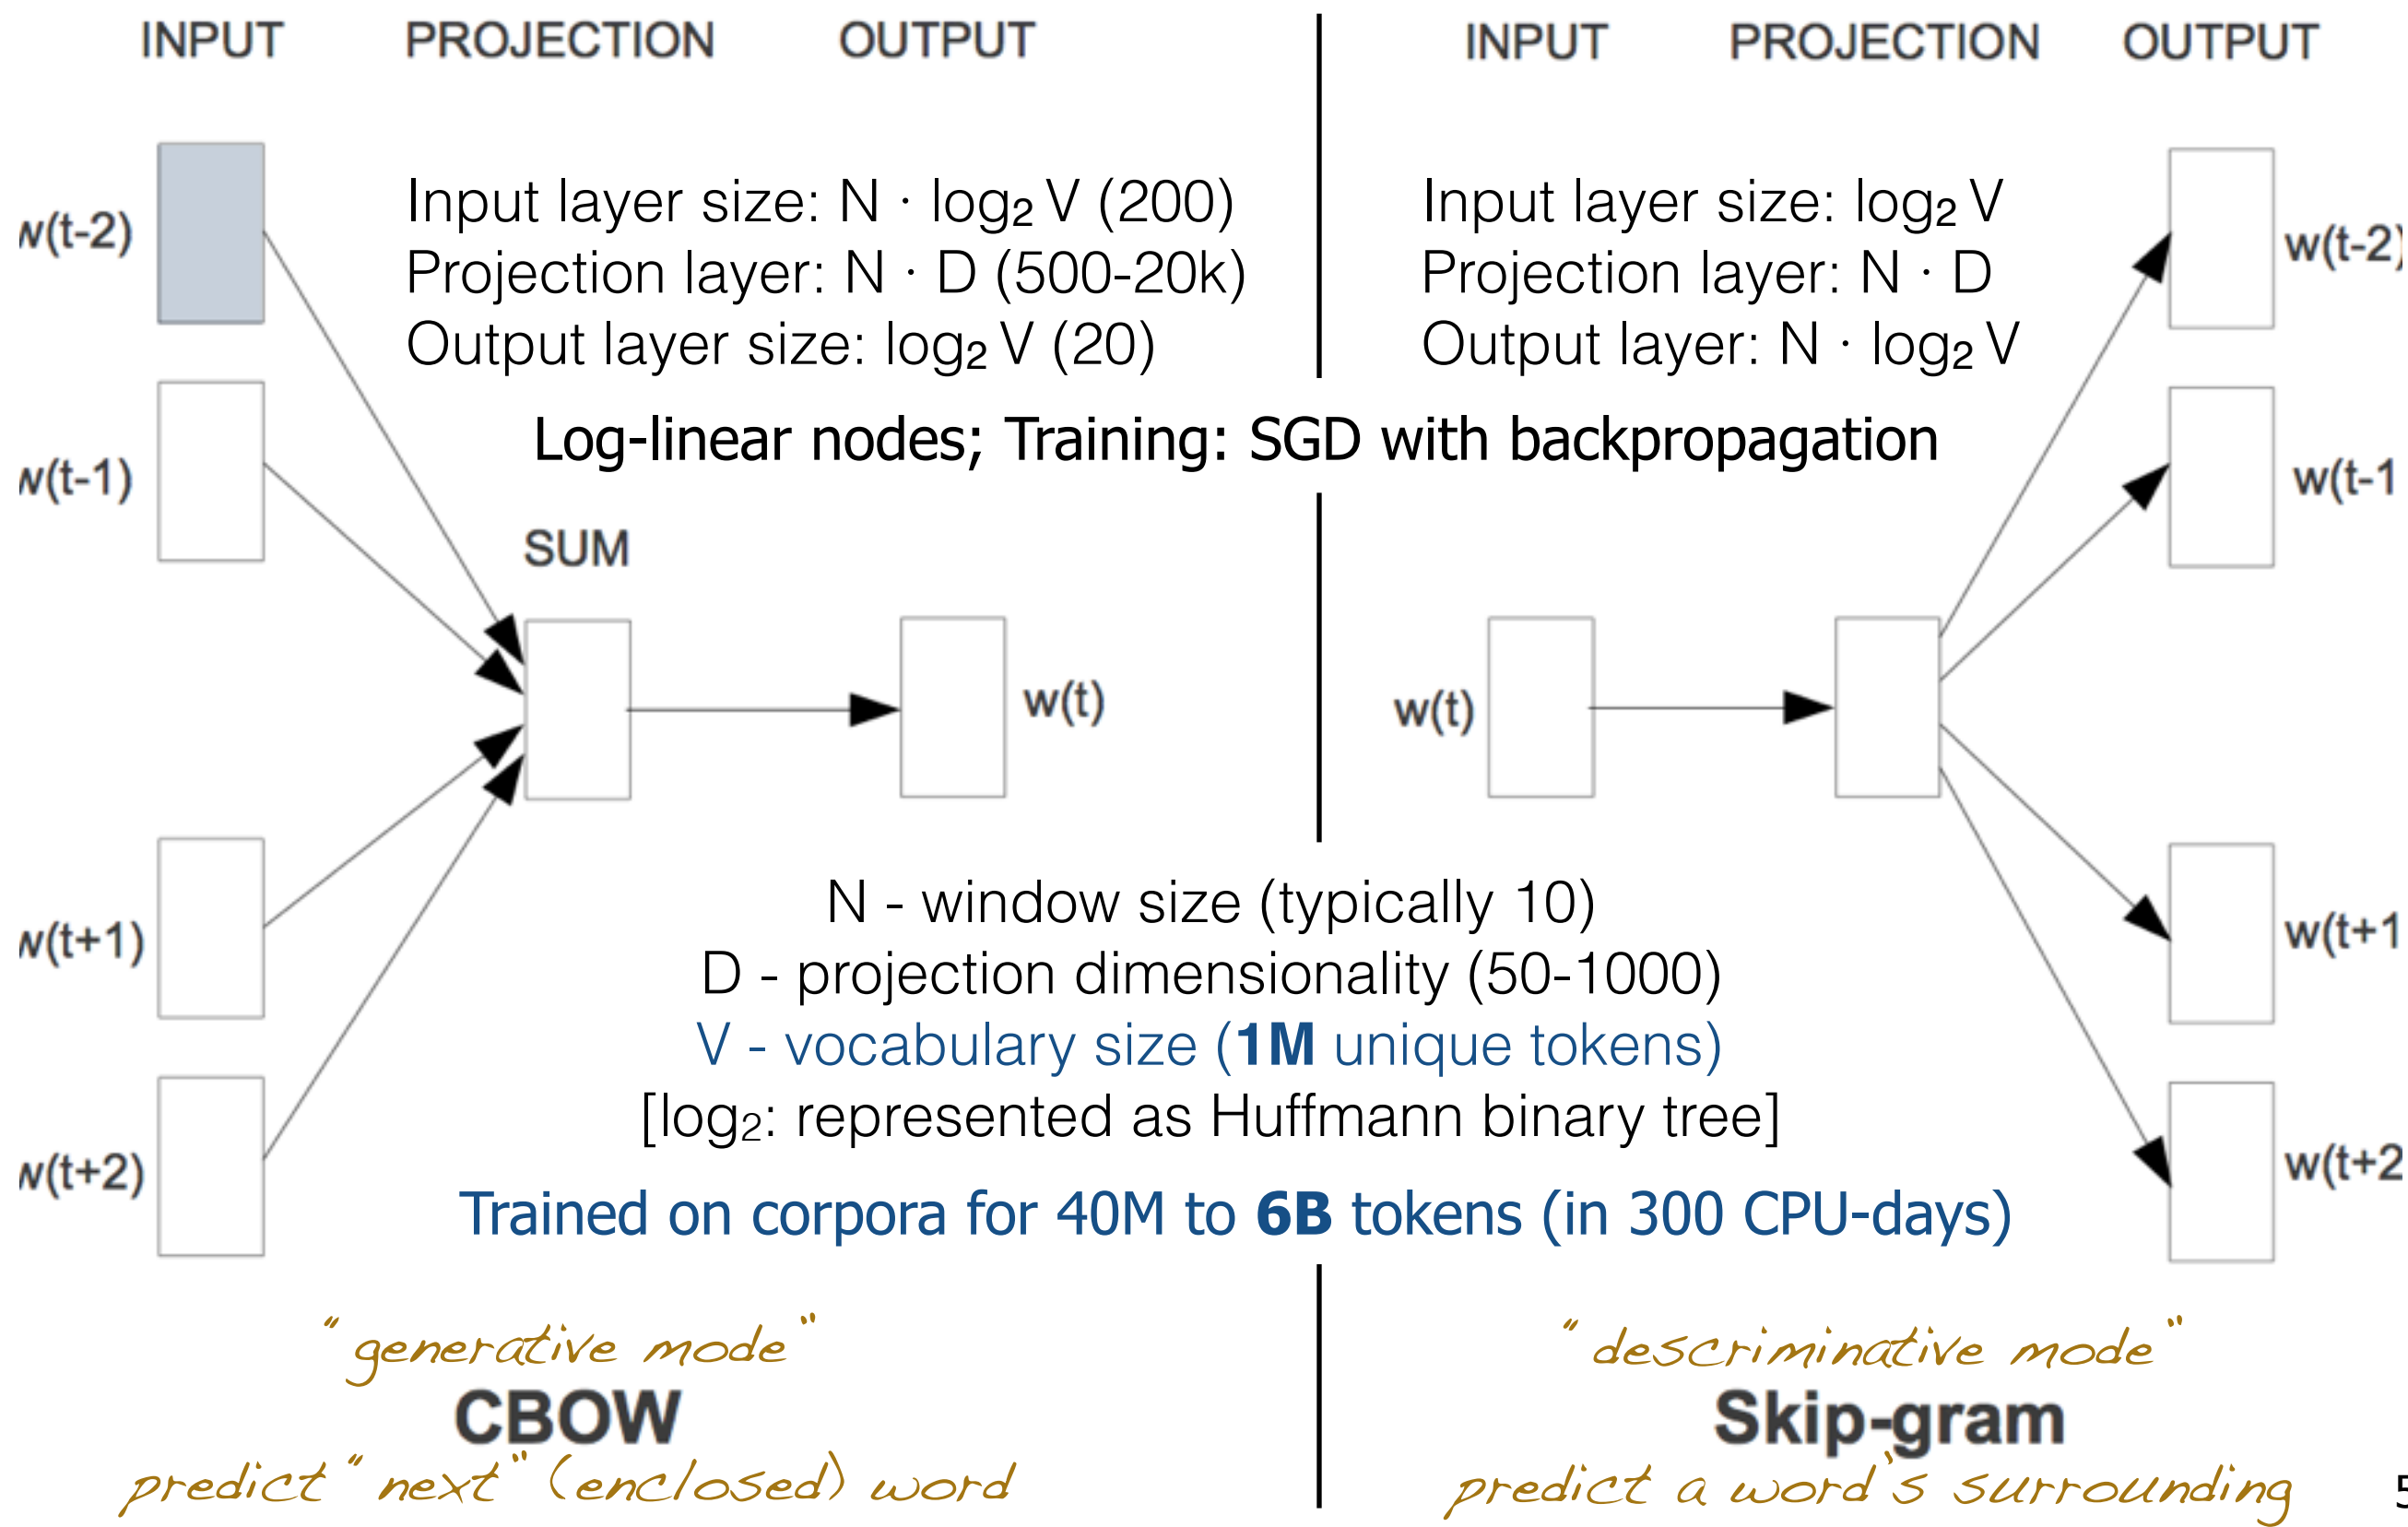 INPUT PROJECTION OUTPUT
w(t-2)
Input layer size: N · log₂ V (200)
Projection layer: N · D (500-20k)
Output layer size: log₂ V (20)
w(t-1)
SUM
w(t)
w(t+1)
w(t+2)
INPUT PROJECTION OUTPUT
Input layer size: log₂ V
Projection layer: N · D
Output layer: N · log₂ V
w(t-2)
w(t-1
w(t)
w(t+1
w(t+2
Log-linear nodes; Training: SGD with backpropagation
N - window size (typically 10)
D - projection dimensionality (50-1000)
V - vocabulary size (1M unique tokens)
[log₂: represented as Huffmann binary tree]
Trained on corpora for 40M to 6B tokens (in 300 CPU-days)
"generative mode"
CBOW
predict "next" (enclosed) word
"descriminative mode"
Skip-gram
predict a word's surrounding
5